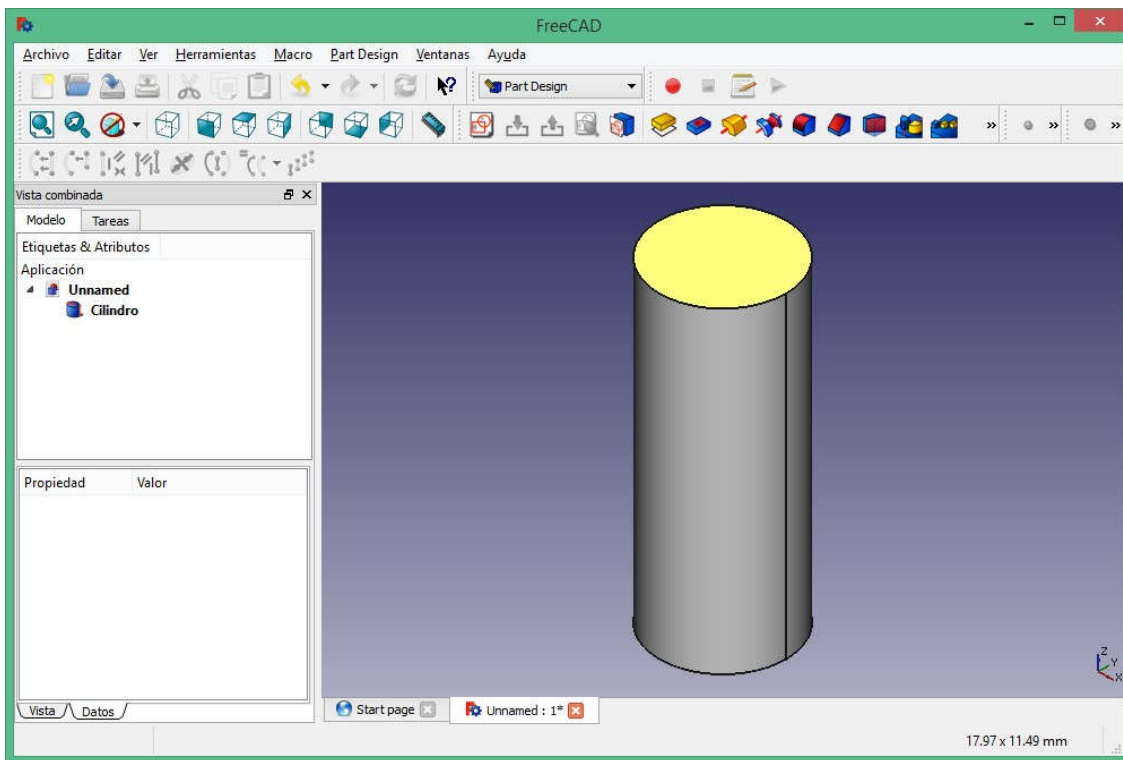 FreeCAD
Archivo Editar Ver Herramientas Macro Part Design Ventanas Ayuda
Part Design
Vista combinada
Modelo Tareas
Etiquetas & Atributos
Aplicación
Unnamed
Cilindro
Propiedad Valor
Z
Y
X
Vista Datos
Start page Unnamed : 1*
17.97 x 11.49 mm